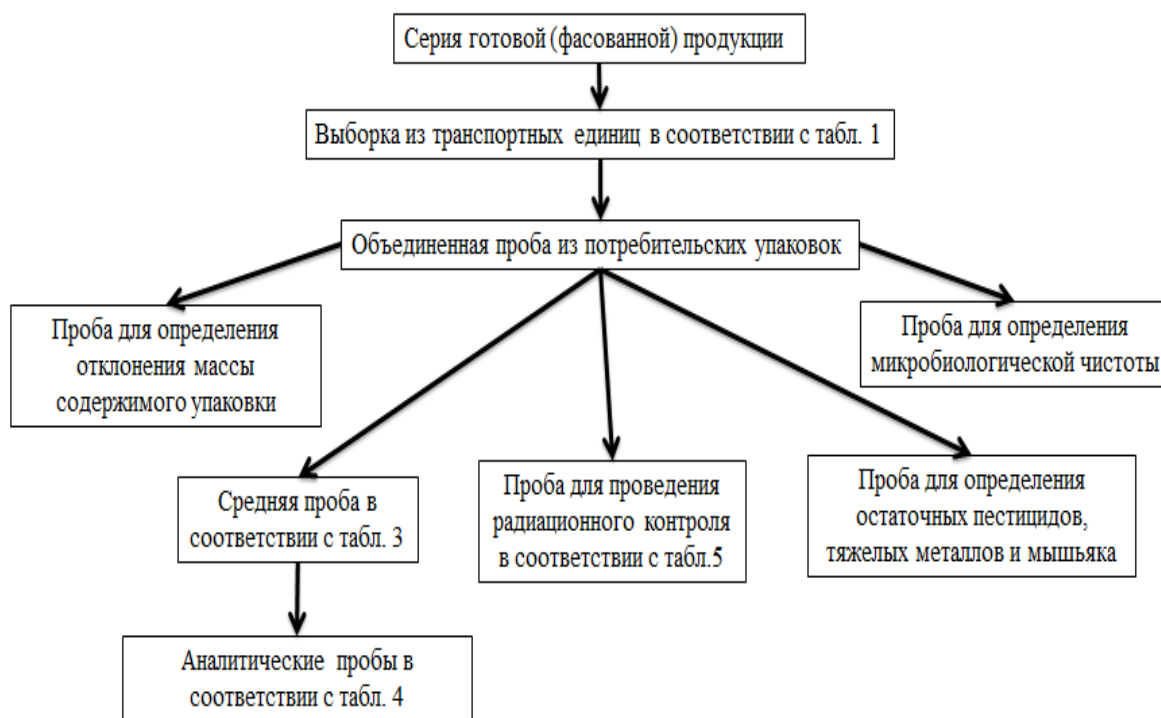 Серия готовой (фасованной) продукции
Выборка из транспортных единиц в соответствии с табл. 1
Объединенная проба из потребительских упаковок
Проба для определения
отклонения массы
содержимого упаковки
Проба для определения
микробиологической чистоты
Средняя проба в
соответствии с табл. 3
Проба для проведения
радиационного контроля
в соответствии с табл.5
Проба для определения
остаточных пестицидов,
тяжелых металлов и мышьяка
Аналитические пробы в
соответствии с табл. 4